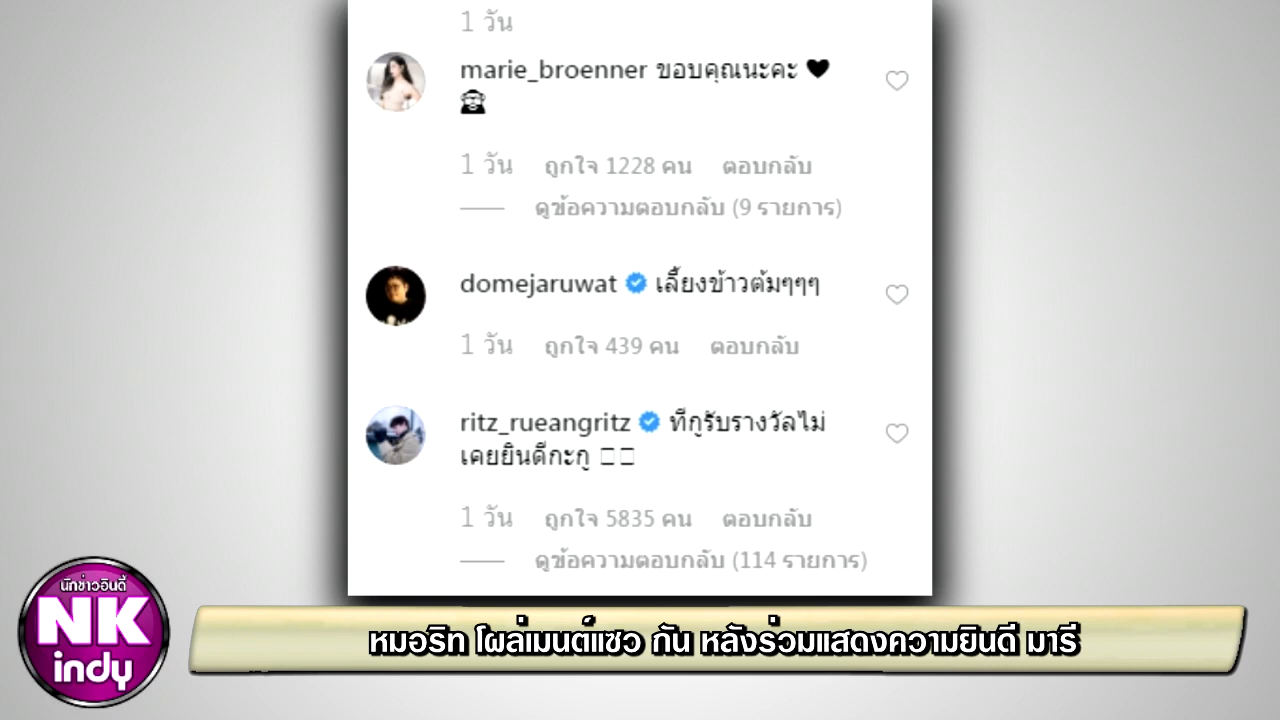 1 วัน
marie_broenner ขอบคุณนะคะ 🖤
🙈
1 วัน ถูกใจ 1228 คน ตอบกลับ
ดูข้อความตอบกลับ (9 รายการ)
domejaruwat เลี้ยงข้าวต้มๆๆๆ
1 วัน ถูกใจ 439 คน ตอบกลับ
ritz_rueangritz ทีกูรับรางวัลไม่
เคยยินดีกะกู □□
1 วัน ถูกใจ 5835 คน ตอบกลับ
ดูข้อความตอบกลับ (114 รายการ)
นักข่าวอินดี้
NK
indy
หมอริท โผล่เมนต์แซว กัน หลังร่วมแสดงความยินดี มารี